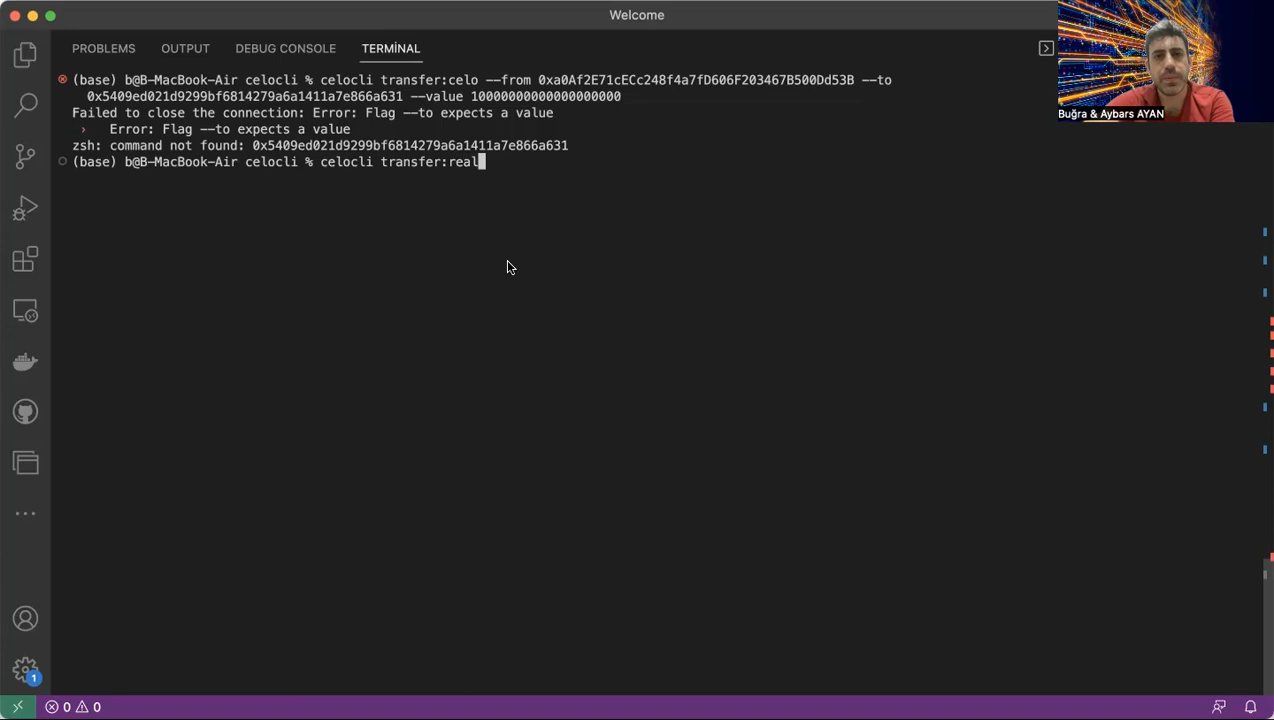 Welcome
PROBLEMS OUTPUT DEBUG CONSOLE TERMİNAL
(base) b@B-MacBook-Air celocli % celocli transfer:celo --from 0xa0Af2E71cECc248f4a7fD606F203467B500Dd53B --to
0x5409ed021d9299bf6814279a6a1411a7e866a631 --value 10000000000000000000
Failed to close the connection: Error: Flag --to expects a value
› Error: Flag --to expects a value
zsh: command not found: 0x5409ed021d9299bf6814279a6a1411a7e866a631
(base) b@B-MacBook-Air celocli % celocli transfer:real
Buğra & Aybars AYAN
1
0 0